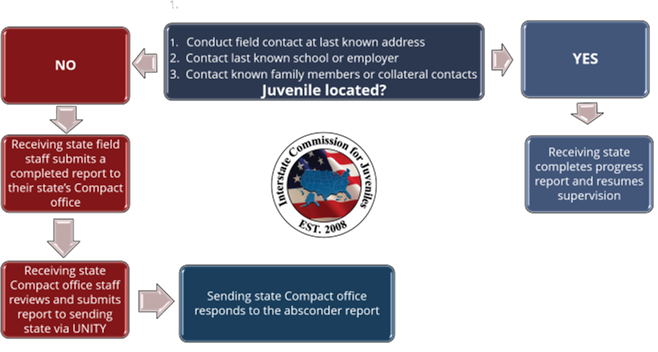 1.
1. Conduct field contact at last known address
2. Contact last known school or employer
3. Contact known family members or collateral contacts
Juvenile located?
NO
YES
Receiving state field
staff submits a
completed report to
their state's Compact
office
Receiving state
completes progress
report and resumes
supervision
Interstate Commission for Juveniles
EST. 2008
Receiving state
Compact office staff
reviews and submits
report to sending
state via UNITY
Sending state Compact office
responds to the absconder report